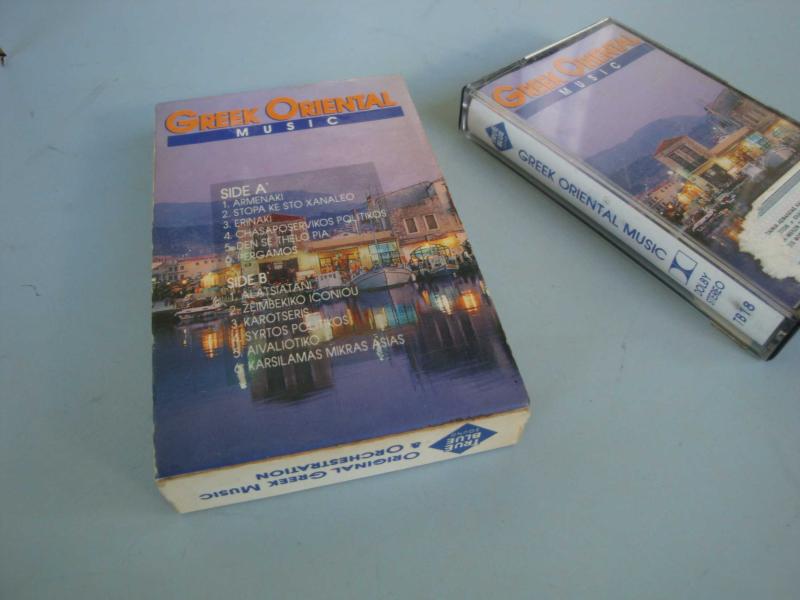 GREEK ORIENTAL
MUSIC
SIDE A'
1. ARMENAKI
2. STOPA KE STO XANALEO
3. ERINAKI
4. CHASAPOSERVIKOS POLITIKOS
5. DEN SE THELO PIA
6. PERGAMOS
SIDE B'
1. ALATSIATANI
2. ZEIMBEKIKO ICONIOU
3. KAROTSERIS
4. SYRTOS POLITIKOS
5. AIVALIOTIKO
6. KARSILAMAS MIKRAS ASIAS
ORIGINAL GREEK MUSIC
& ORCHESTRATION
TRUE
BLUE
SOUND
GREEK ORIENTAL
MUSIC
GREEK ORIENTAL MUSIC
DOLBY
STEREO
TB 18